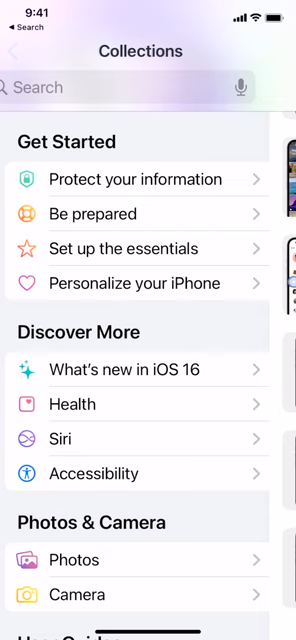 9:41
◀ Search
Collections
Search
Get Started
Protect your information
Be prepared
Set up the essentials
Personalize your iPhone
Discover More
What's new in iOS 16
Health
Siri
Accessibility
Photos & Camera
Photos
Camera